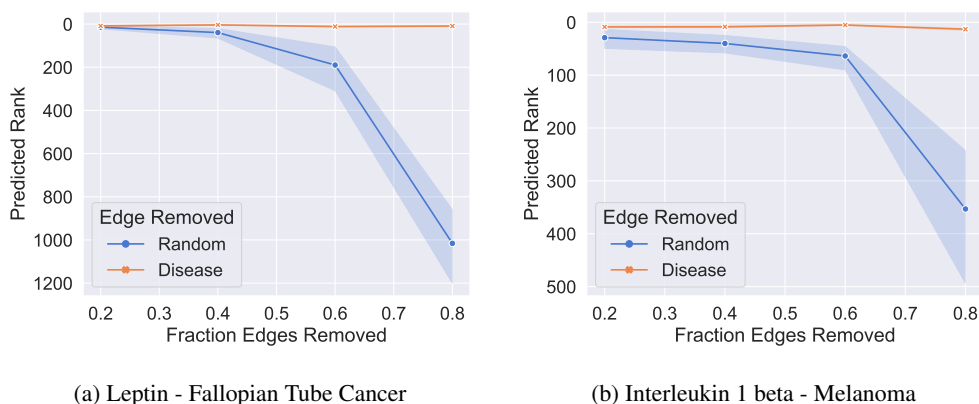 0
200
400
600
800
1000
1200
Predicted Rank
Edge Removed
Random
Disease
0.2 0.3 0.4 0.5 0.6 0.7 0.8
Fraction Edges Removed
(a) Leptin - Fallopian Tube Cancer
0
100
200
300
400
500
Predicted Rank
Edge Removed
Random
Disease
0.2 0.3 0.4 0.5 0.6 0.7 0.8
Fraction Edges Removed
(b) Interleukin 1 beta - Melanoma